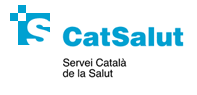 CatSalut
Servei Català
de la Salut